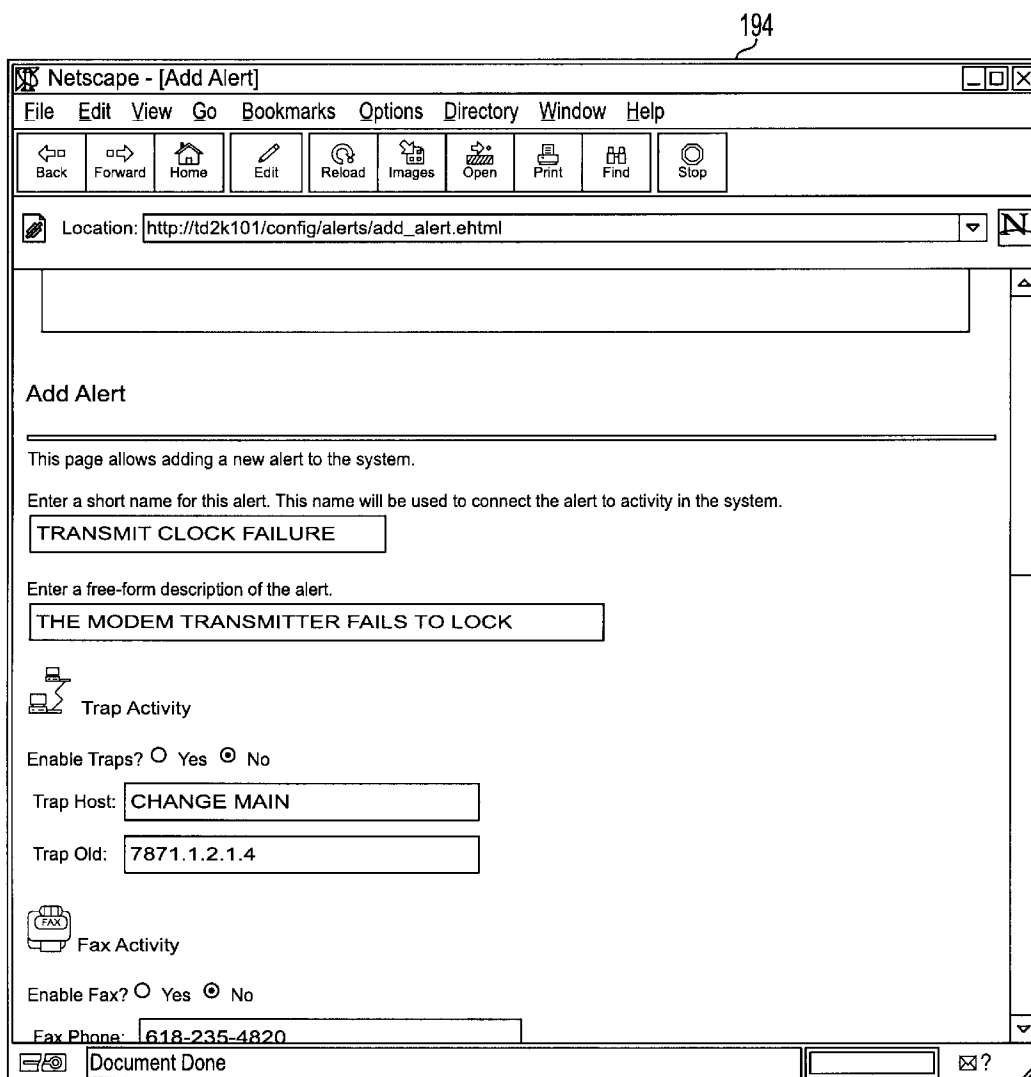 194
Netscape - [Add Alert]
File Edit View Go Bookmarks Options Directory Window Help
Back Forward Home Edit Reload Images Open Print Find Stop
Location: http://td2k101/config/alerts/add_alert.ehtml
N
Add Alert
This page allows adding a new alert to the system.
Enter a short name for this alert. This name will be used to connect the alert to activity in the system.
TRANSMIT CLOCK FAILURE
Enter a free-form description of the alert.
THE MODEM TRANSMITTER FAILS TO LOCK
Trap Activity
Enable Traps? Yes No
Trap Host: CHANGE MAIN
Trap Old: 7871.1.2.1.4
FAX
Fax Activity
Enable Fax? Yes No
Fax Phone: 618-235-4820
Document Done
?